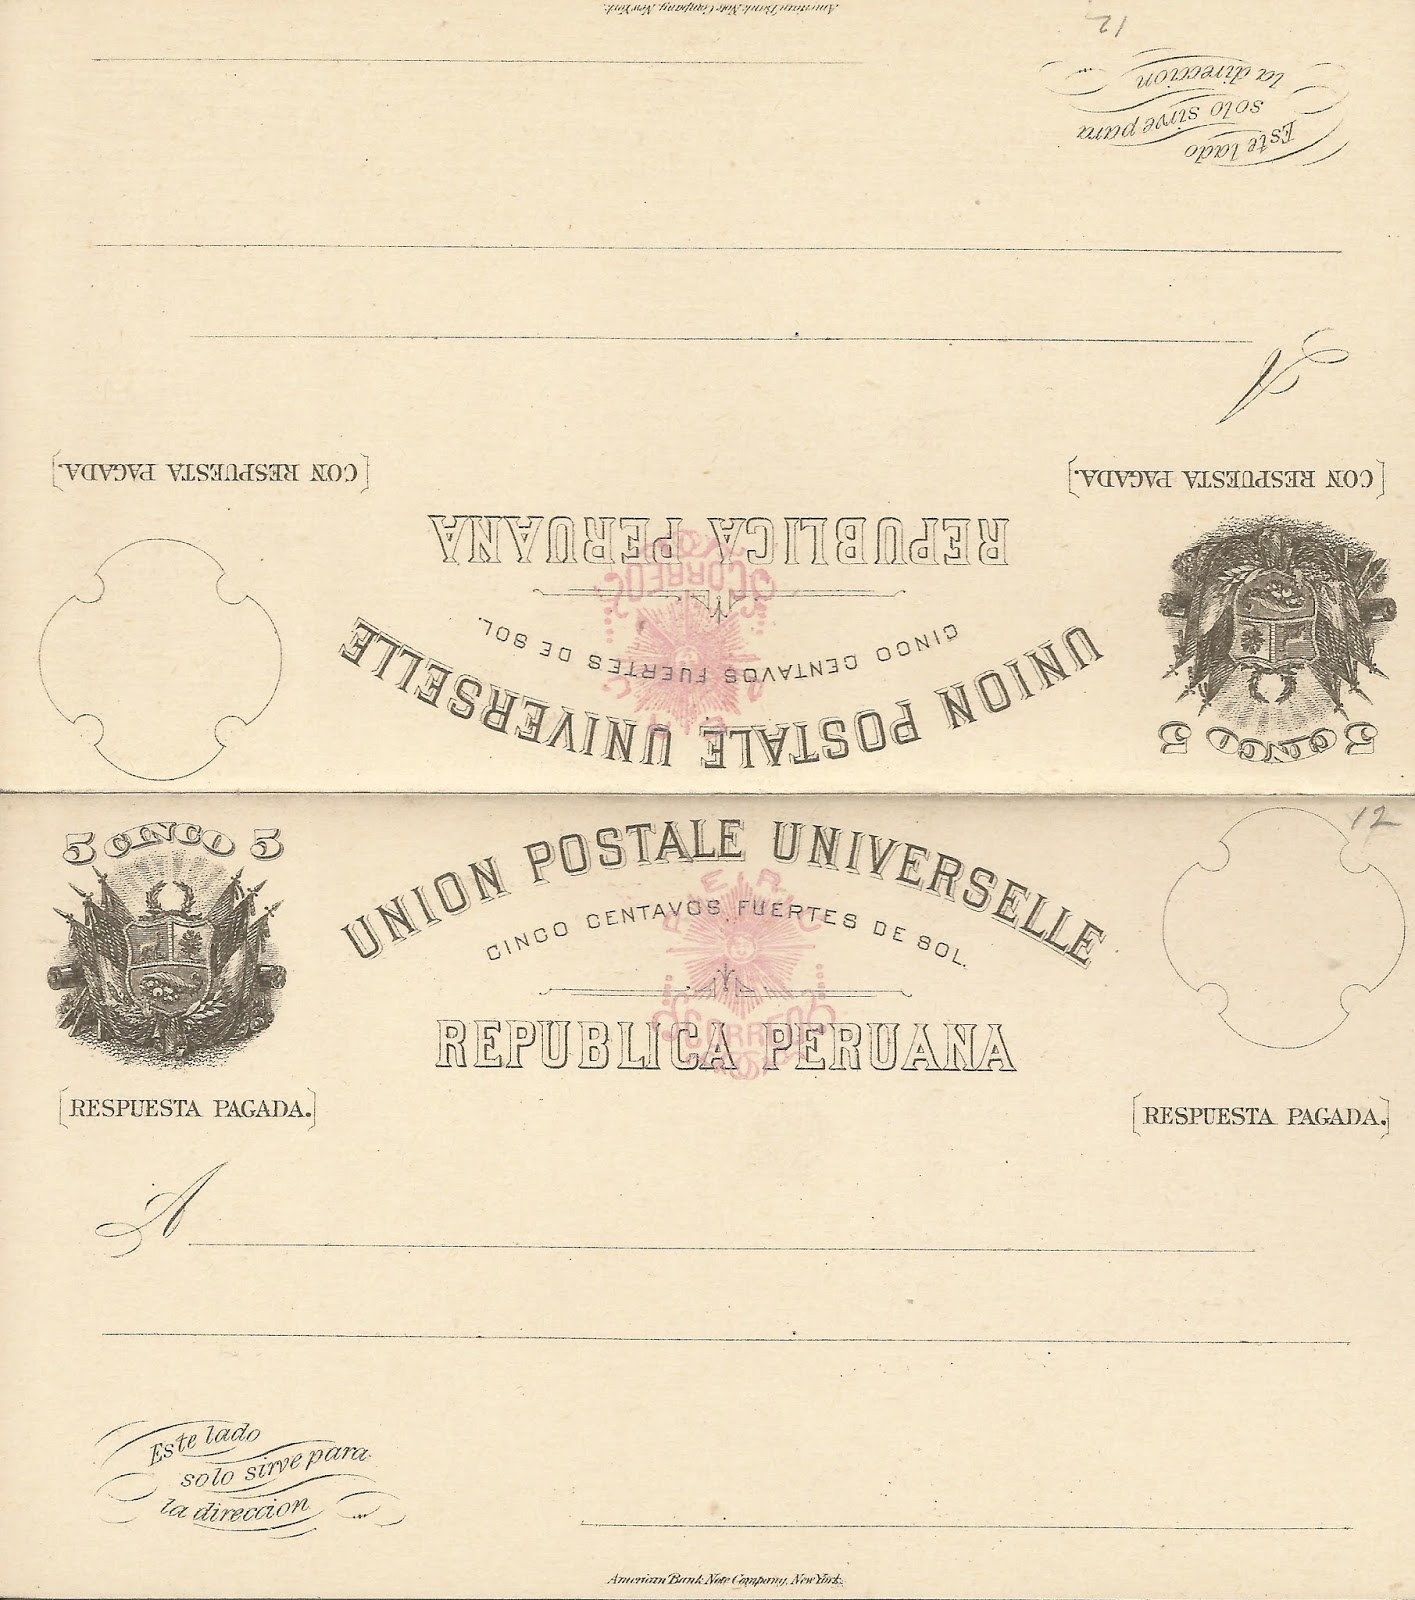 American Bank Note Company, New York.
12
Este lado
solo sirve para
la direccion
A
[CON RESPUESTA PAGADA.]
[CON RESPUESTA PAGADA.]
REPUBLICA PERUANA
CORREOS
CINCO CENTAVOS FUERTES DE SOL.
UNION POSTALE UNIVERSELLE
5 CINCO 5
5 CINCO 5
12
UNION POSTALE UNIVERSELLE
CINCO CENTAVOS FUERTES DE SOL.
REPUBLICA PERUANA
CORREOS
[RESPUESTA PAGADA.]
[RESPUESTA PAGADA.]
A
Este lado
solo sirve para
la direccion
American Bank Note Company, New York.